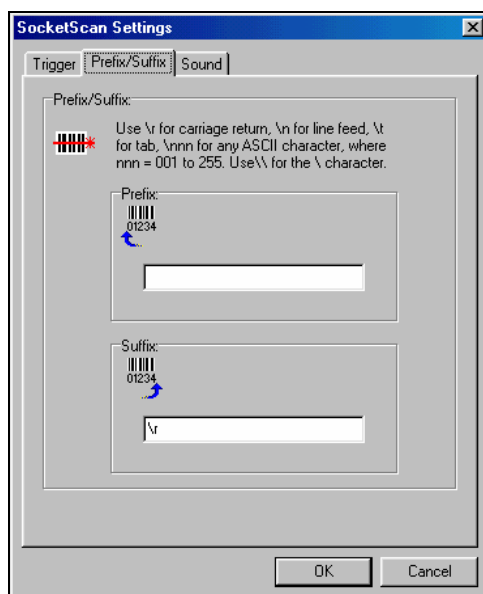 SocketScan Settings
Trigger Prefix/Suffix Sound
Prefix/Suffix:
Use \r for carriage return, \n for line feed, \t
for tab, \nnn for any ASCII character, where
nnn = 001 to 255. Use\\ for the \ character.
Prefix:
01234
Suffix:
01234
\r
OK Cancel